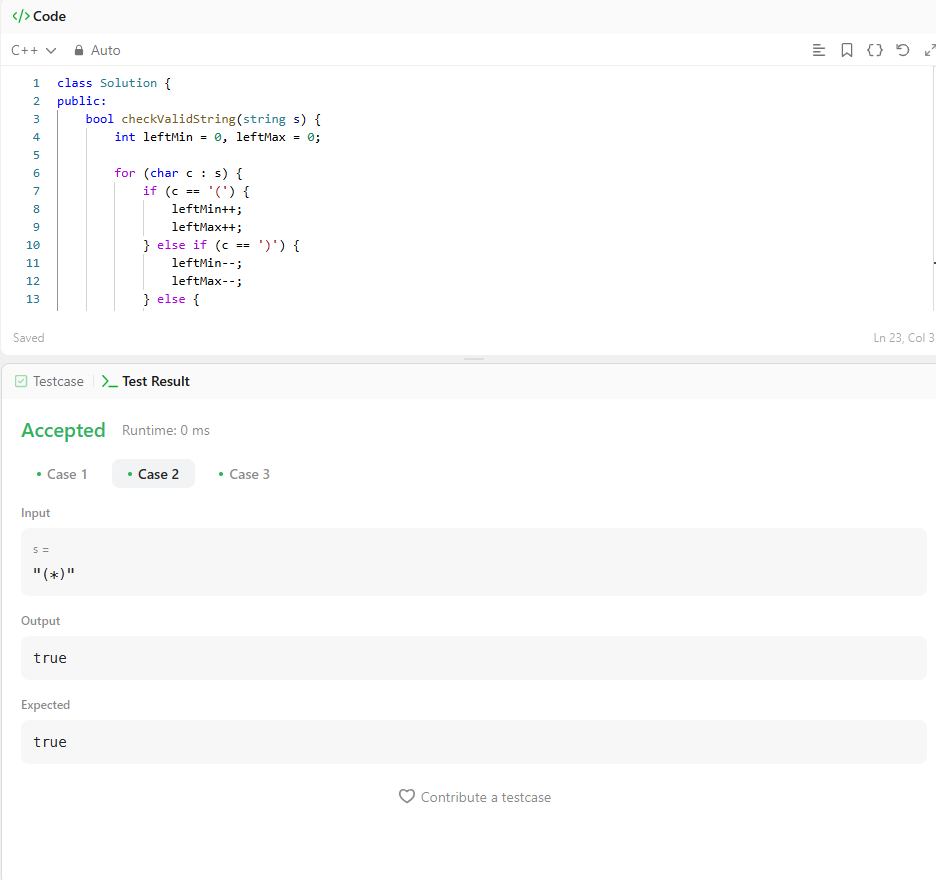 </> Code
C++ Auto
1 class Solution {
2 public:
3     bool checkValidString(string s) {
4         int leftMin = 0, leftMax = 0;
5
6         for (char c : s) {
7             if (c == '(') {
8                 leftMin++;
9                 leftMax++;
10             } else if (c == ')') {
11                 leftMin--;
12                 leftMax--;
13             } else {
Saved Ln 23, Col 3
Testcase >_ Test Result
Accepted Runtime: 0 ms
• Case 1 • Case 2 • Case 3
Input
s =
"(*)"
Output
true
Expected
true
Contribute a testcase